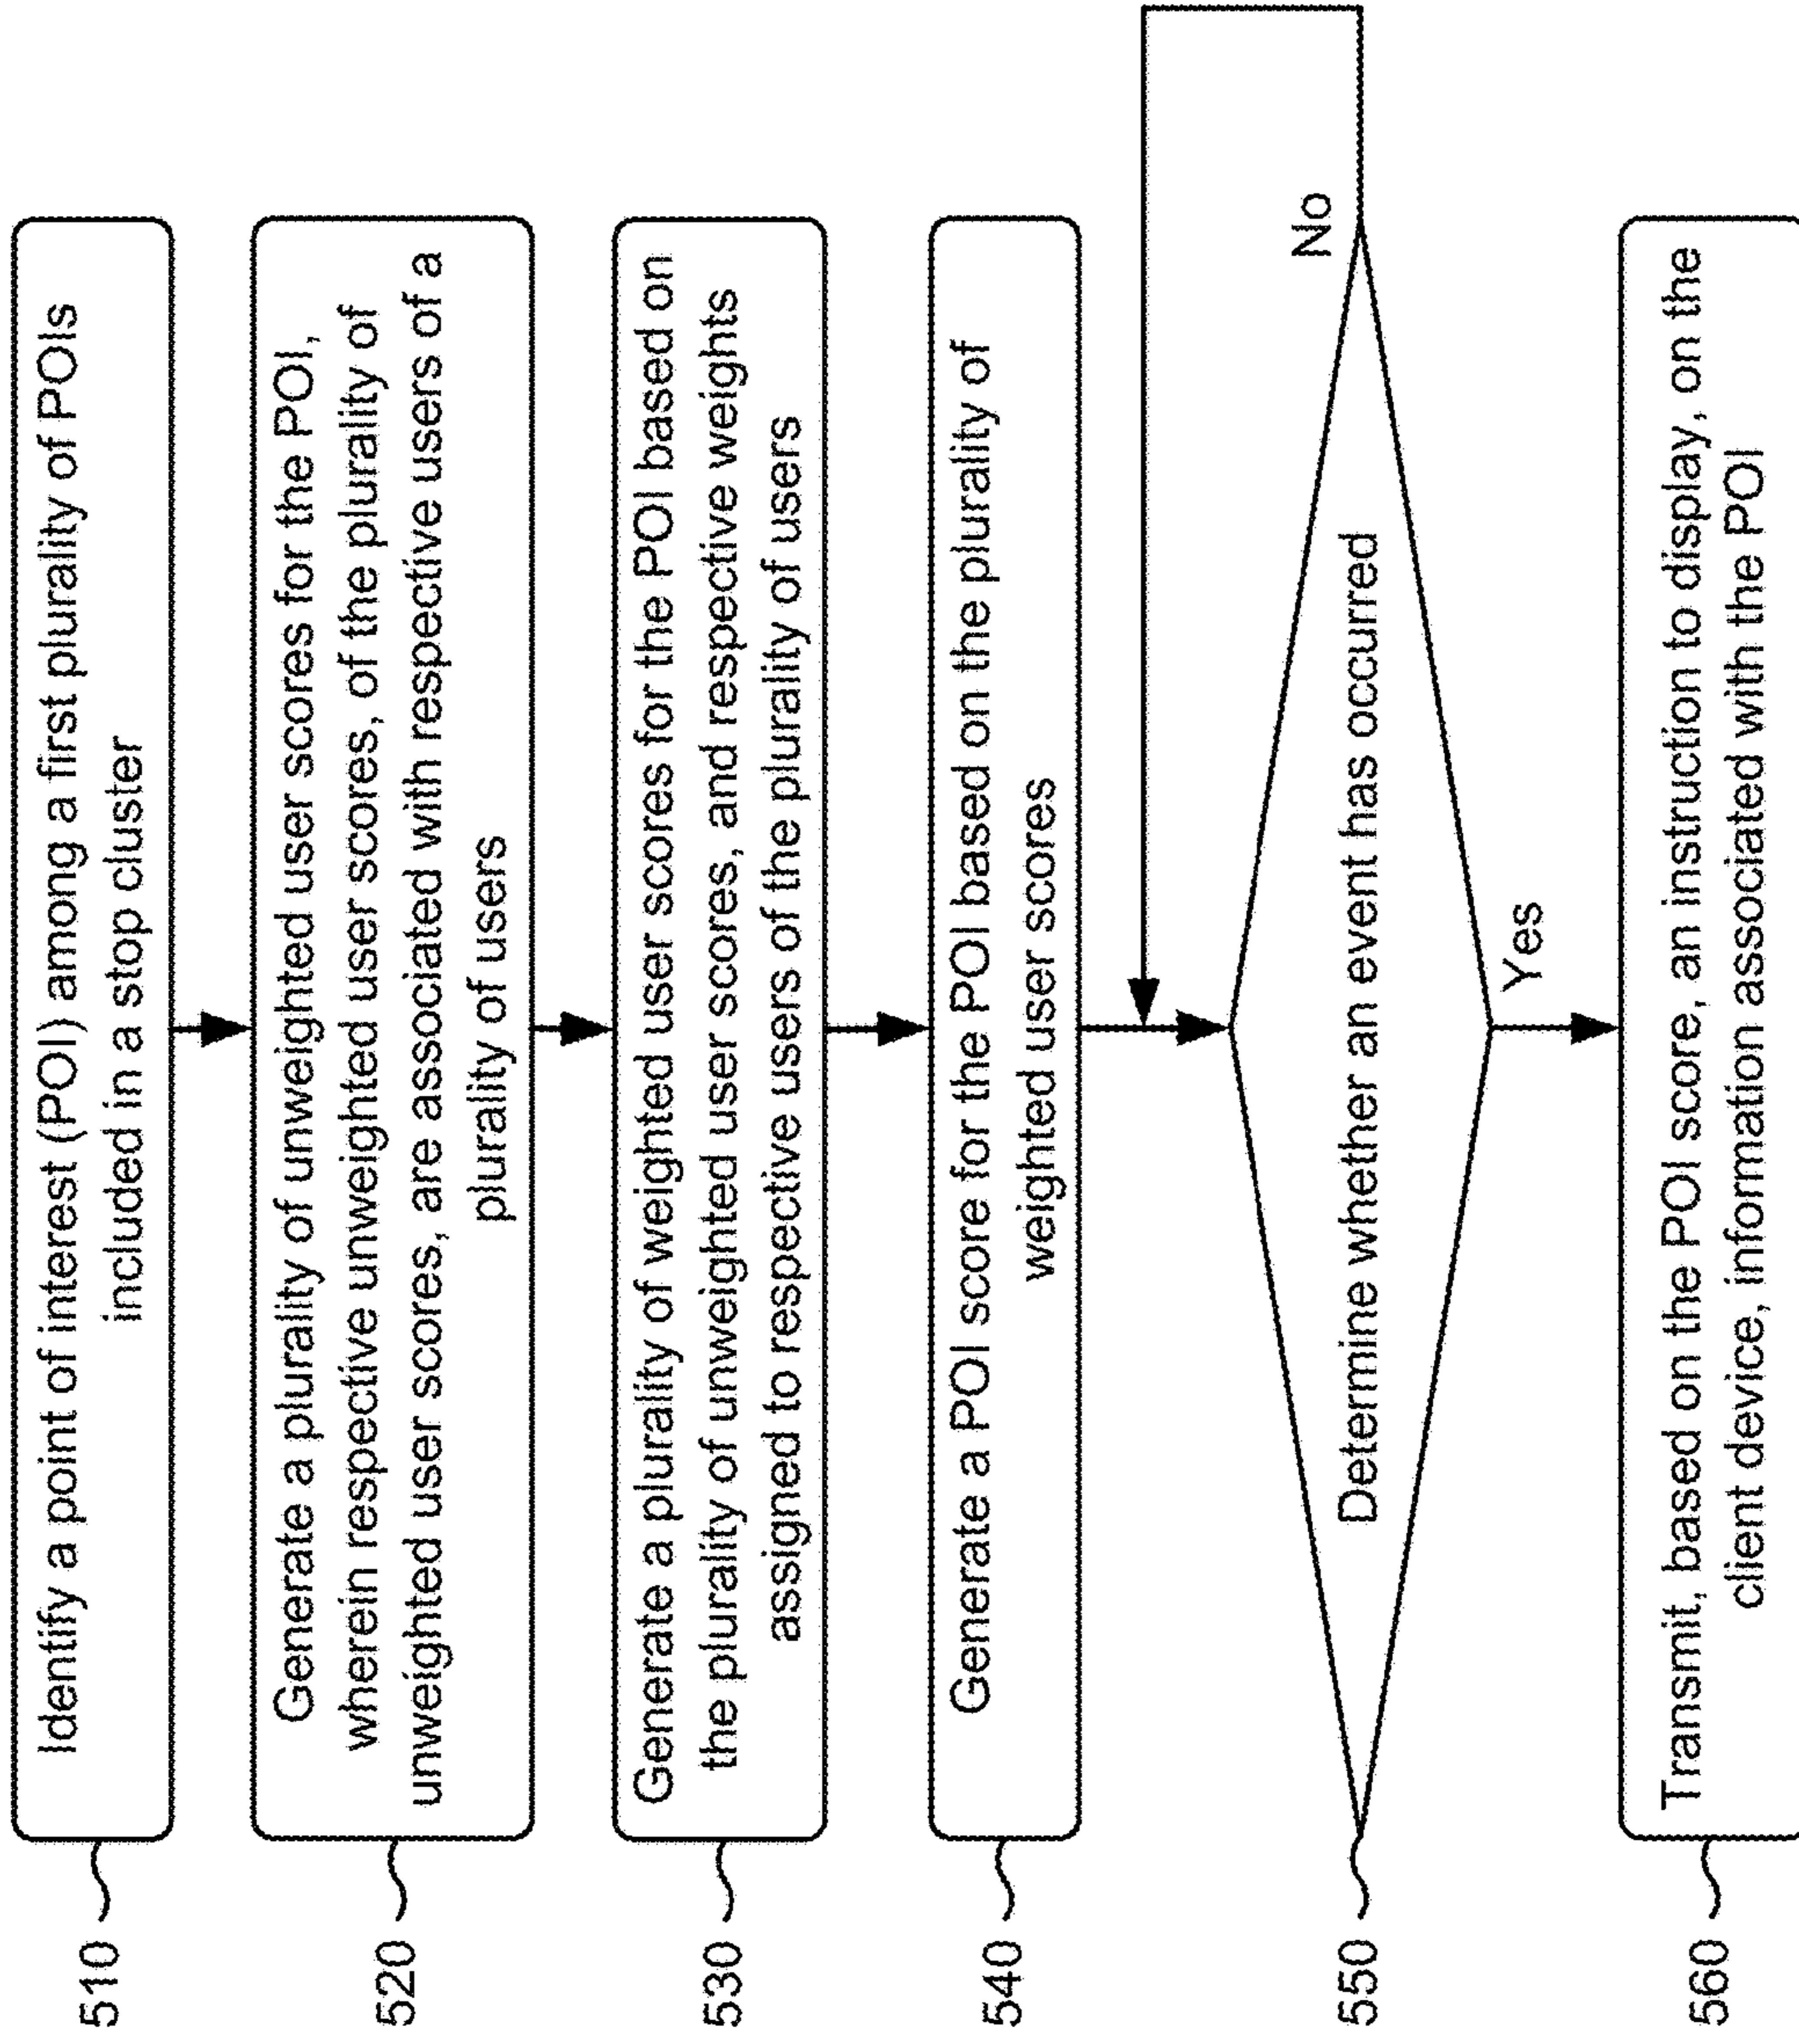 510
Identify a point of interest (POI) among a first plurality of POIs
included in a stop cluster
520
Generate a plurality of unweighted user scores for the POI,
wherein respective unweighted user scores, of the plurality of
unweighted user scores, are associated with respective users of a
plurality of users
530
Generate a plurality of weighted user scores for the POI based on
the plurality of unweighted user scores, and respective weights
assigned to respective users of the plurality of users
540
Generate a POI score for the POI based on the plurality of
weighted user scores
550
Determine whether an event has occurred
No
Yes
560
Transmit, based on the POI score, an instruction to display, on the
client device, information associated with the POI